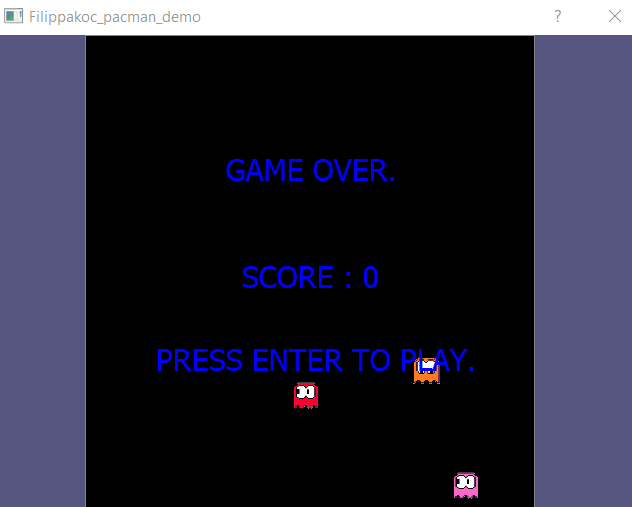 Filippakoc_pacman_demo
GAME OVER.
SCORE : 0
PRESS ENTER TO PLAY.